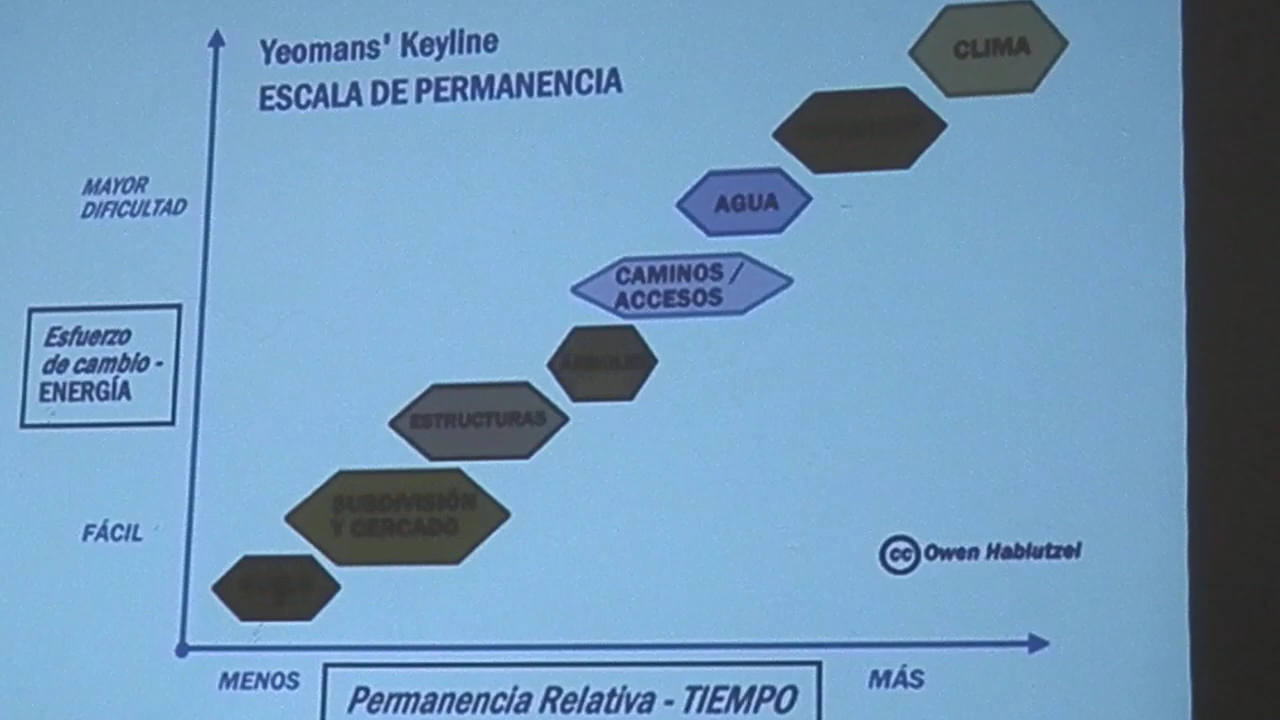 Yeomans' Keyline
ESCALA DE PERMANENCIA
CLIMA
AGUA
MAYOR
DIFICULTAD
CAMINOS /
ACCESOS
Esfuerzo
de cambio -
ENERGÍA
ESTRUCTURAS
SUBDIVISIÓN
Y CERCADO
FÁCIL
cc Owen Hablutzel
MENOS
MÁS
Permanencia Relativa - TIEMPO